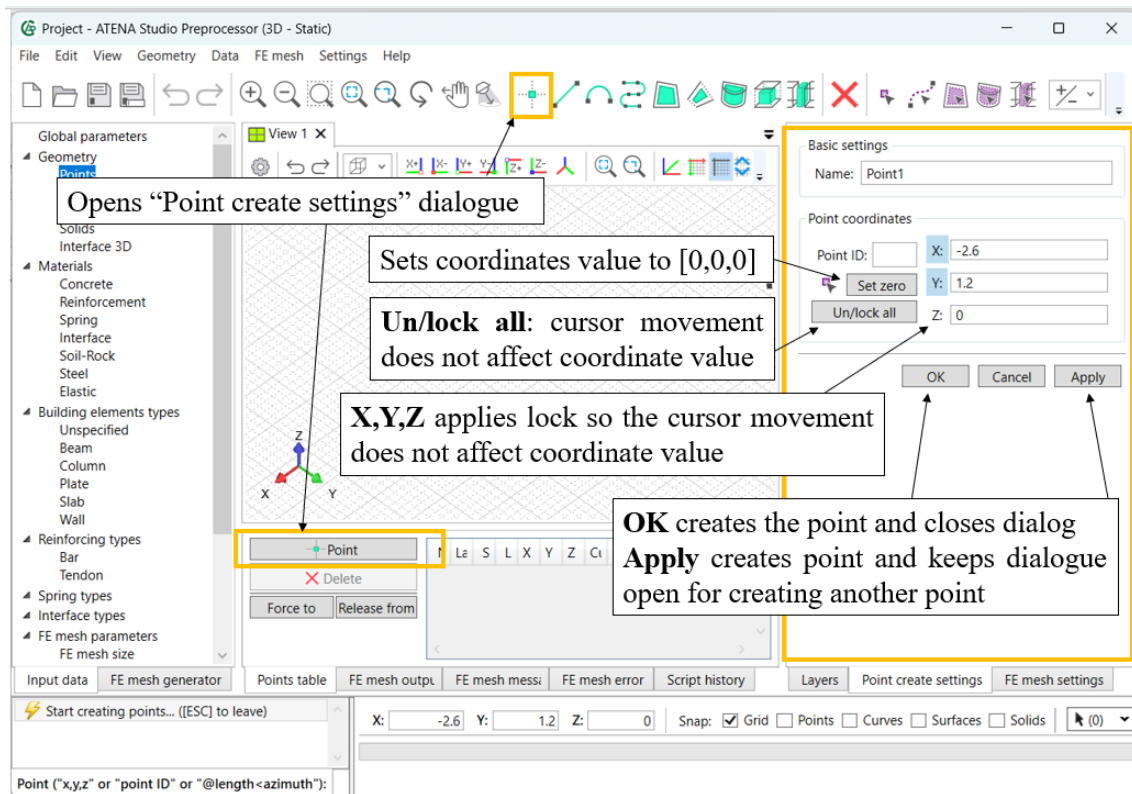 Project - ATENA Studio Preprocessor (3D - Static)
File Edit View Geometry Data FE mesh Settings Help
Global parameters
Geometry
Points
Solids
Interface 3D
Materials
Concrete
Reinforcement
Spring
Interface
Soil-Rock
Steel
Elastic
Building elements types
Unspecified
Beam
Column
Plate
Slab
Wall
Reinforcing types
Bar
Tendon
Spring types
Interface types
FE mesh parameters
FE mesh size
Input data FE mesh generator
View 1
X+ X- Y+ Y- Z+ Z-
Opens “Point create settings” dialogue
Sets coordinates value to [0,0,0]
Un/lock all: cursor movement
does not affect coordinate value
X,Y,Z applies lock so the cursor movement
does not affect coordinate value
OK creates the point and closes dialog
Apply creates point and keeps dialogue
open for creating another point
Z
X Y
Point
Delete
Force to Release from
La S L X Y Z
Points table FE mesh outpu FE mesh messa FE mesh error Script history
Basic settings
Name: Point1
Point coordinates
Point ID: X: -2.6
Set zero Y: 1.2
Un/lock all Z: 0
OK Cancel Apply
Layers Point create settings FE mesh settings
Start creating points... ([ESC] to leave)
Point ("x,y,z" or "point ID" or "@length<azimuth"):
X: -2.6 Y: 1.2 Z: 0 Snap: Grid Points Curves Surfaces Solids (0)